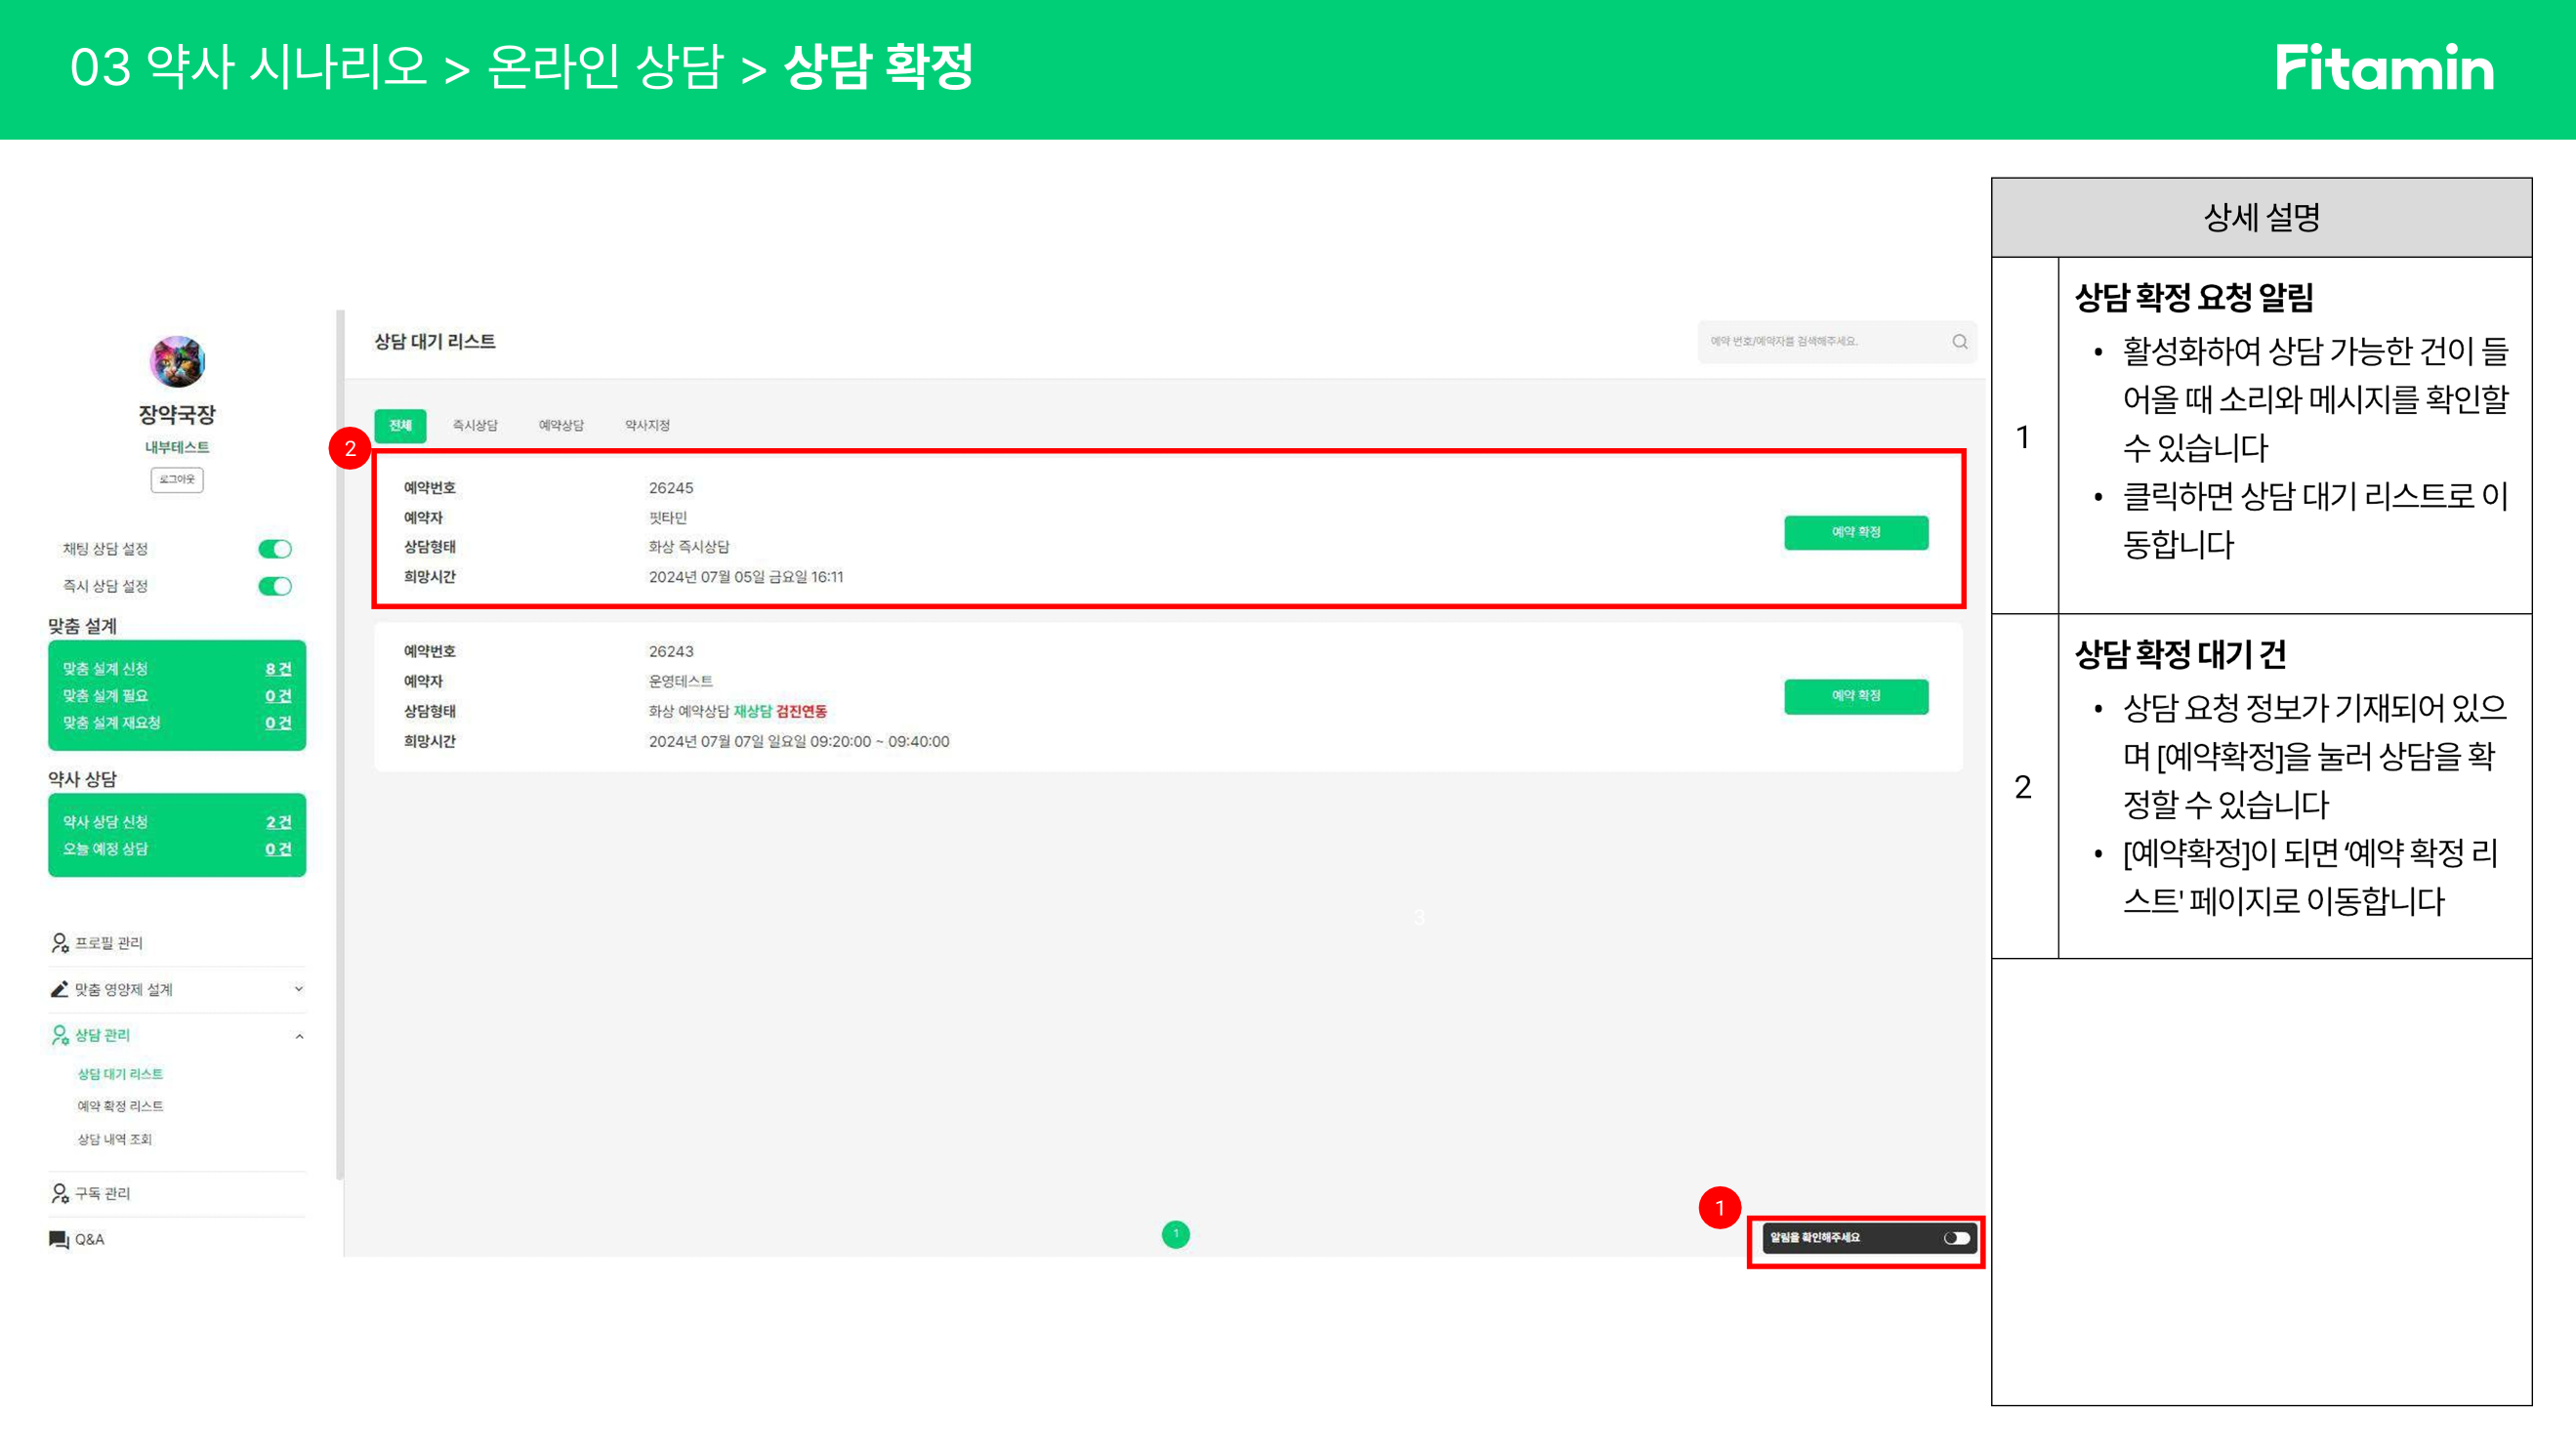 03 약사 시나리오 > 온라인 상담 > 상담 확정
Fitamin
장약국장
내부테스트
로그아웃
채팅 상담 설정
즉시 상담 설정
맞춤 설계
맞춤 설계 신청 8 건
맞춤 설계 필요 0 건
맞춤 설계 재요청 0 건
약사 상담
약사 상담 신청 2 건
오늘 예정 상담 0 건
프로필 관리
맞춤 영양제 설계
상담 관리
상담 대기 리스트
예약 확정 리스트
상담 내역 조회
구독 관리
Q&A
상담 대기 리스트
예약 번호/예약자를 검색해주세요.
전체 즉시상담 예약상담 약사지정
2
예약번호 26245
예약자 핏타민
상담형태 화상 즉시상담
희망시간 2024년 07월 05일 금요일 16:11
예약 확정
예약번호 26243
예약자 운영테스트
상담형태 화상 예약상담 재상담 검진연동
희망시간 2024년 07월 07일 일요일 09:20:00 ~ 09:40:00
예약 확정
3
1
1
알림을 확인해주세요
상세 설명
1
상담 확정 요청 알림
• 활성화하여 상담 가능한 건이 들
어올 때 소리와 메시지를 확인할
수 있습니다
• 클릭하면 상담 대기 리스트로 이
동합니다
2
상담 확정 대기 건
• 상담 요청 정보가 기재되어 있으
며 [예약확정]을 눌러 상담을 확
정할 수 있습니다
• [예약확정]이 되면 ‘예약 확정 리
스트' 페이지로 이동합니다